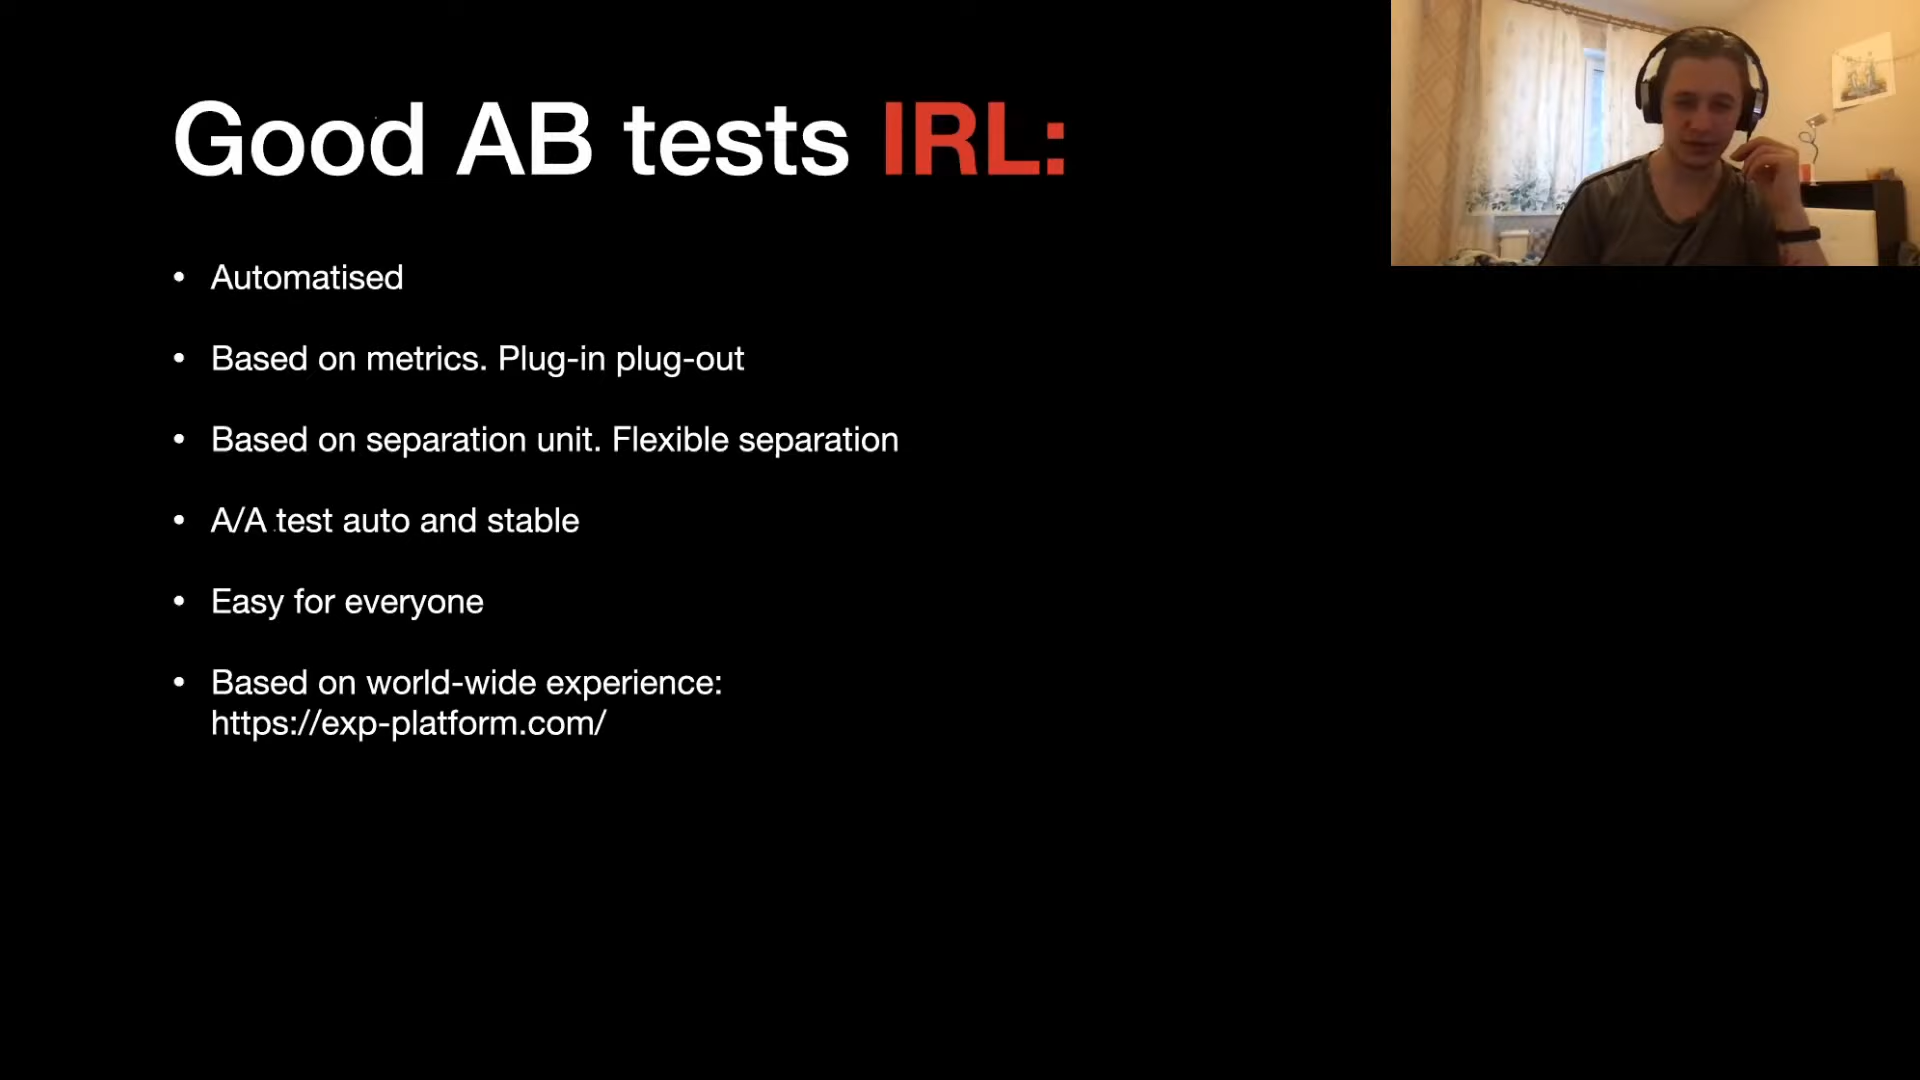 Good AB tests IRL:
• Automatised
• Based on metrics. Plug-in plug-out
• Based on separation unit. Flexible separation
• A/A test auto and stable
• Easy for everyone
• Based on world-wide experience:
https://exp-platform.com/